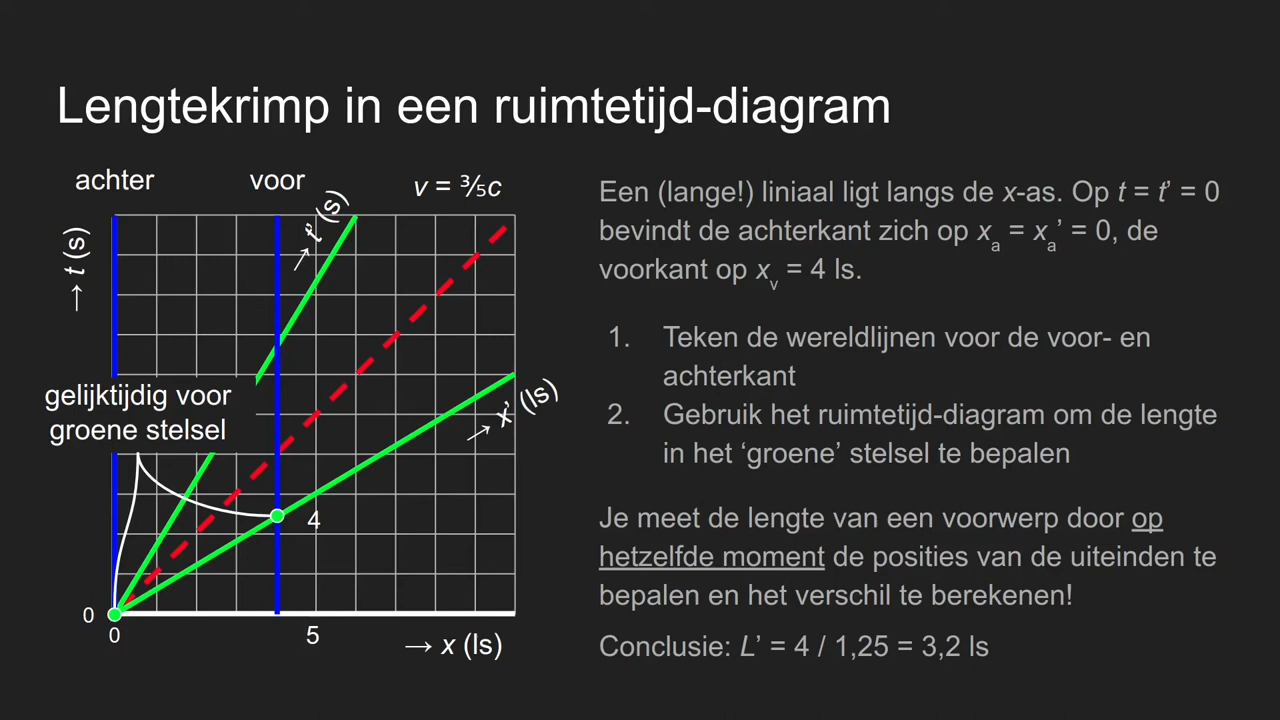 Lengtekrimp in een ruimtetijd-diagram
achter
voor
v = ⅗c
→ t (s)
→ t’ (s)
gelijktijdig voor
groene stelsel
→ x’ (ls)
4
0
0
5
→ x (ls)
Een (lange!) liniaal ligt langs de x-as. Op t = t’ = 0
bevindt de achterkant zich op xa = xa’ = 0, de
voorkant op xv = 4 ls.
1. Teken de wereldlijnen voor de voor- en
achterkant
2. Gebruik het ruimtetijd-diagram om de lengte
in het ‘groene’ stelsel te bepalen
Je meet de lengte van een voorwerp door op
hetzelfde moment de posities van de uiteinden te
bepalen en het verschil te berekenen!
Conclusie: L’ = 4 / 1,25 = 3,2 ls